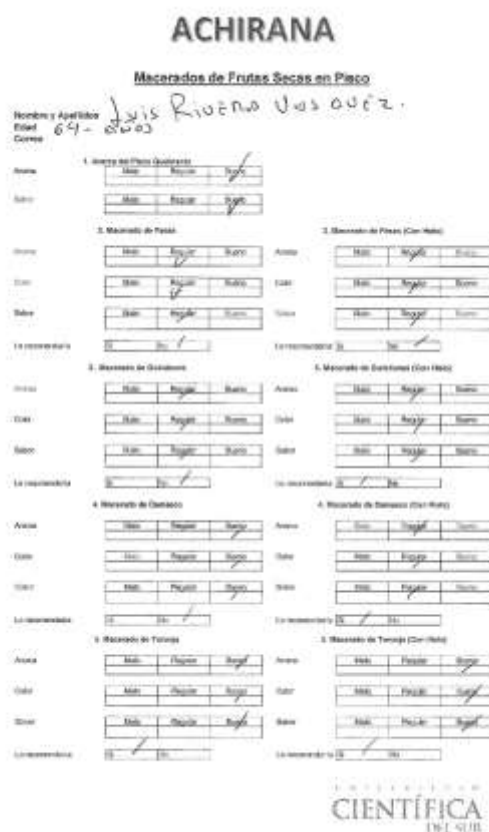 ACHIRANA
Macerados de Frutas Secas en Pisco
Nombre y Apellidos Luis Rivera Vasquez.
Edad 64 - años
Correo
1. Acerca del Pisco Quebranta
Aroma Malo Regular Bueno
Sabor Malo Regular Bueno
2. Macerado de Pasas
Aroma Malo Regular Bueno
Color Malo Regular Bueno
Sabor Malo Regular Bueno
Lo recomendaría Si No
2. Macerado de Pasas (Con Hielo)
Aroma Malo Regular Bueno
Color Malo Regular Bueno
Sabor Malo Regular Bueno
Lo recomendaría Si No
3. Macerado de
Aroma Malo Regular Bueno
Color Malo Regular Bueno
Sabor Malo Regular Bueno
Lo recomendaría Si No
3. Macerado de (Con Hielo)
Aroma Malo Regular Bueno
Color Malo Regular Bueno
Sabor Malo Regular Bueno
Lo recomendaría Si No
4. Macerado de Damasco
Aroma Malo Regular Bueno
Color Malo Regular Bueno
Sabor Malo Regular Bueno
Lo recomendaría Si No
4. Macerado de Damasco (Con Hielo)
Aroma Malo Regular Bueno
Color Malo Regular Bueno
Sabor Malo Regular Bueno
Lo recomendaría Si No
5. Macerado de Toronja
Aroma Malo Regular Bueno
Color Malo Regular Bueno
Sabor Malo Regular Bueno
Lo recomendaría Si No
5. Macerado de Toronja (Con Hielo)
Aroma Malo Regular Bueno
Color Malo Regular Bueno
Sabor Malo Regular Bueno
Lo recomendaría Si No
UNIVERSIDAD
CIENTÍFICA
DEL SUR